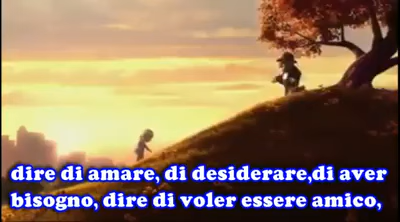 dire di amare, di desiderare,di aver
bisogno, dire di voler essere amico,